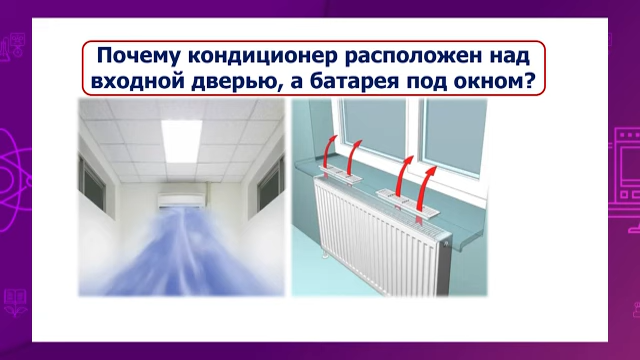 Почему кондиционер расположен над
входной дверью, а батарея под окном?